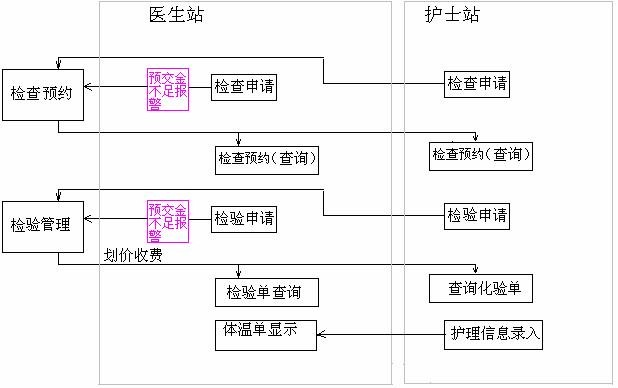 医生站
护士站
预交金
不足报
警
检查申请
检查申请
检查预约
检查预约（查询）
检查预约（查询）
预交金
不足报
警
检验申请
检验申请
检验管理
划价收费
检验单查询
查询化验单
体温单显示
护理信息录入